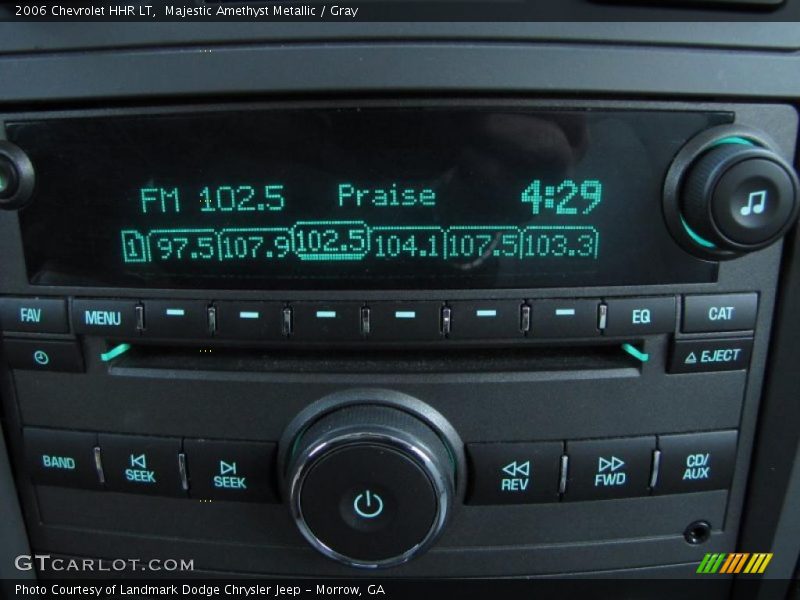 2006 Chevrolet HHR LT,  Majestic Amethyst Metallic / Gray
FM 102.5 Praise 4:29
1 97.5 107.9 102.5 104.1 107.5 103.3
FAV MENU EQ CAT
EJECT
BAND SEEK SEEK REV FWD CD/AUX
GTCARLOT.COM
Photo Courtesy of Landmark Dodge Chrysler Jeep - Morrow, GA